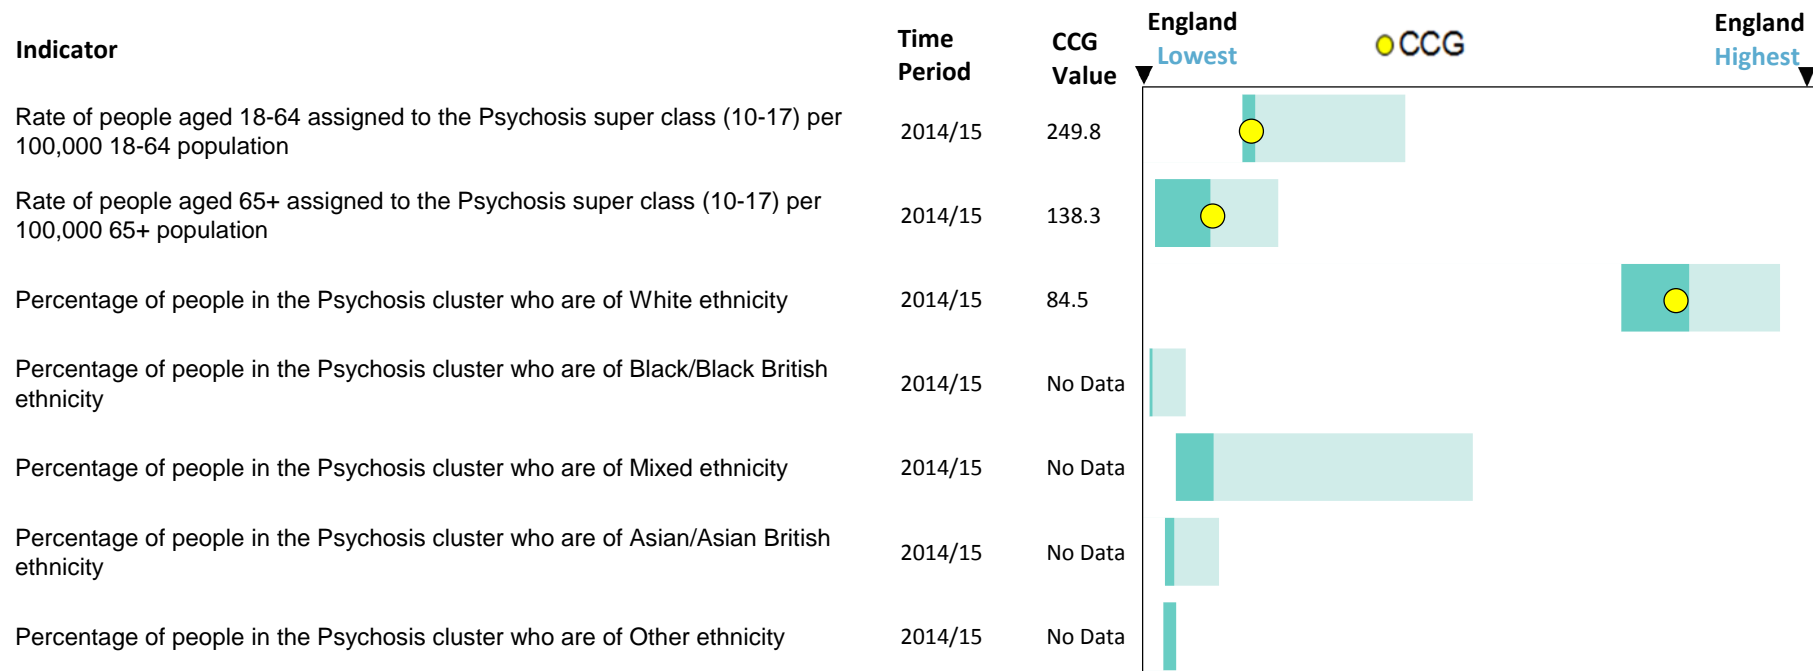 Indicator
Time Period
CCG Value
England Lowest
CCG
England Highest
Rate of people aged 18-64 assigned to the Psychosis super class (10-17) per
100,000 18-64 population
2014/15
249.8
Rate of people aged 65+ assigned to the Psychosis super class (10-17) per
100,000 65+ population
2014/15
138.3
Percentage of people in the Psychosis cluster who are of White ethnicity
2014/15
84.5
Percentage of people in the Psychosis cluster who are of Black/Black British
ethnicity
2014/15
No Data
Percentage of people in the Psychosis cluster who are of Mixed ethnicity
2014/15
No Data
Percentage of people in the Psychosis cluster who are of Asian/Asian British
ethnicity
2014/15
No Data
Percentage of people in the Psychosis cluster who are of Other ethnicity
2014/15
No Data